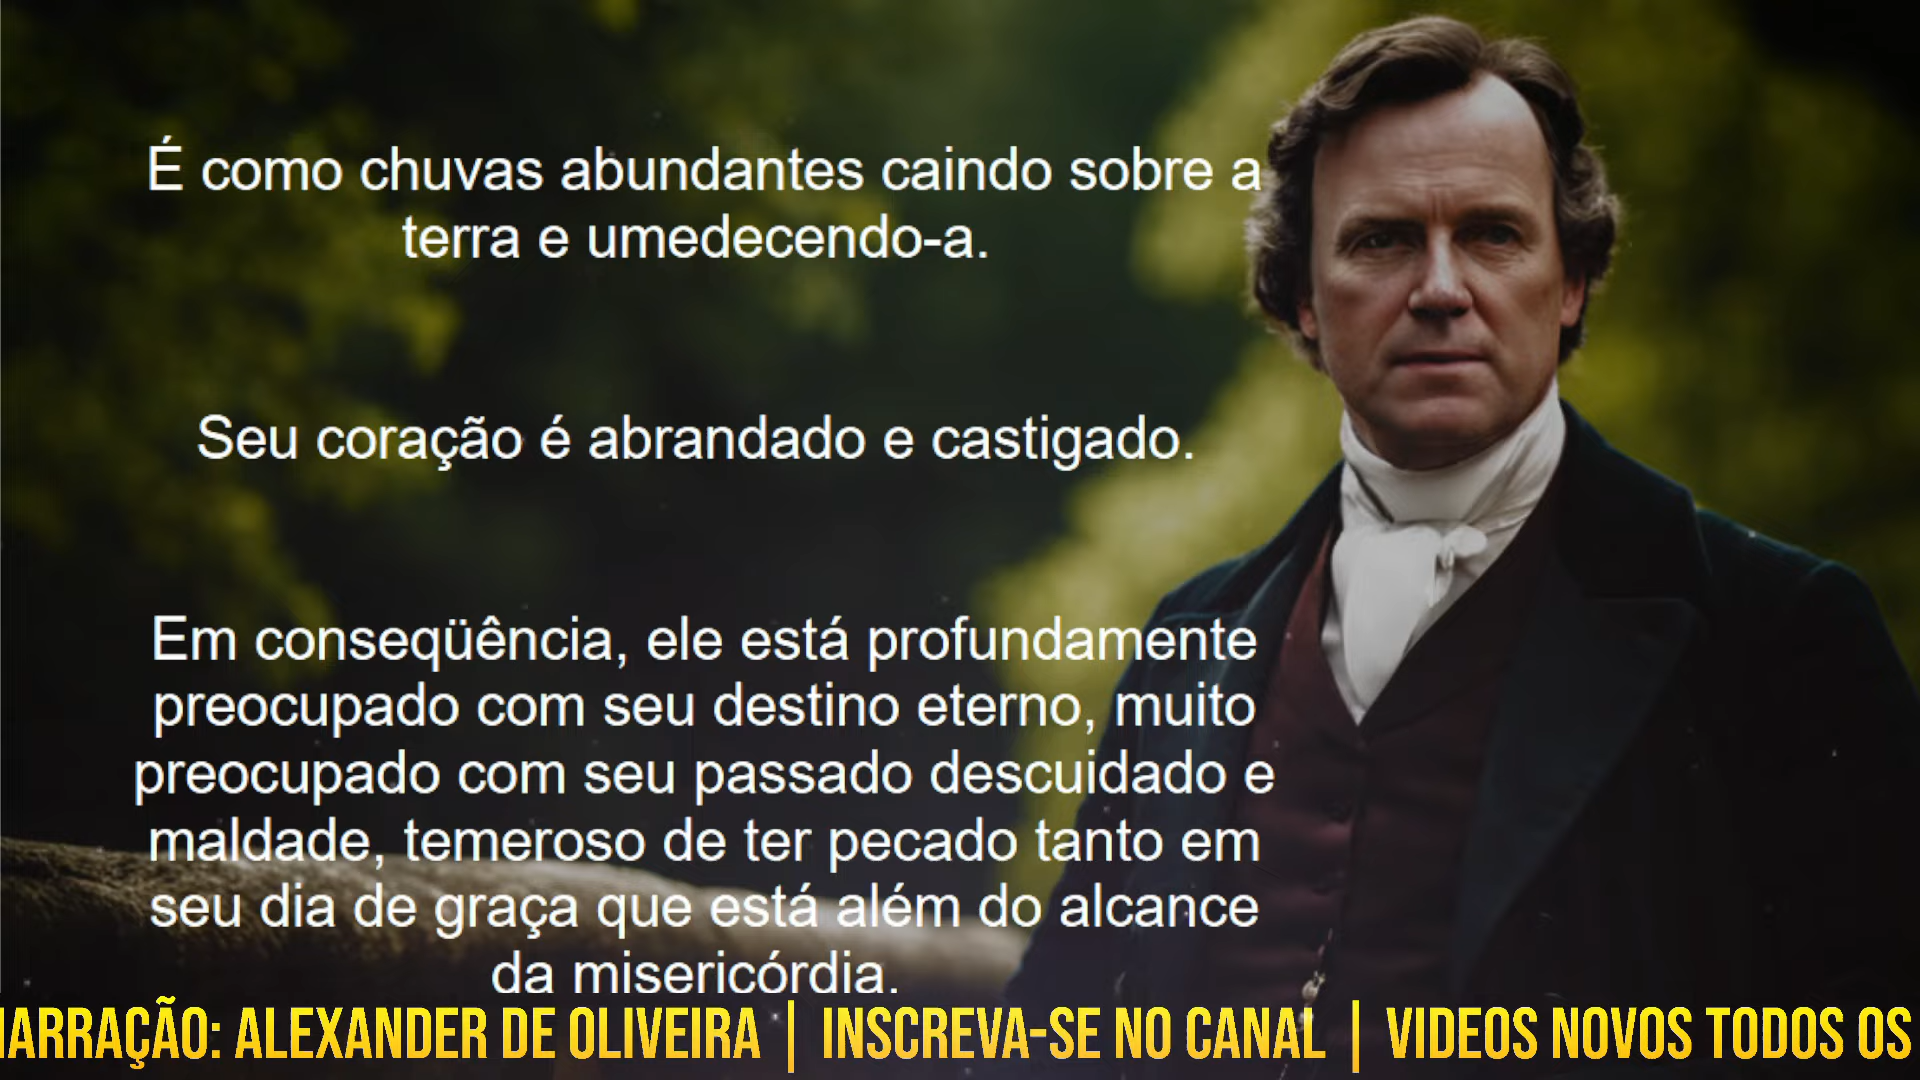 É como chuvas abundantes caindo sobre a
terra e umedecendo-a.
Seu coração é abrandado e castigado.
Em conseqüência, ele está profundamente
preocupado com seu destino eterno, muito
preocupado com seu passado descuidado e
maldade, temeroso de ter pecado tanto em
seu dia de graça que está além do alcance
da misericórdia.
NARRAÇÃO: ALEXANDER DE OLIVEIRA | INSCREVA-SE NO CANAL | VIDEOS NOVOS TODOS OS